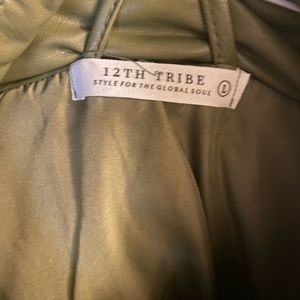 12TH TRIBE
STYLE FOR THE GLOBAL SOUL
L